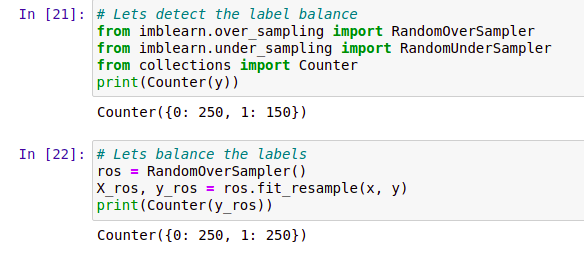 In [21]: # Lets detect the label balance
from imblearn.over_sampling import RandomOverSampler
from imblearn.under_sampling import RandomUnderSampler
from collections import Counter
print(Counter(y))
Counter({0: 250, 1: 150})
In [22]: # Lets balance the labels
ros = RandomOverSampler()
X_ros, y_ros = ros.fit_resample(x, y)
print(Counter(y_ros))
Counter({0: 250, 1: 250})